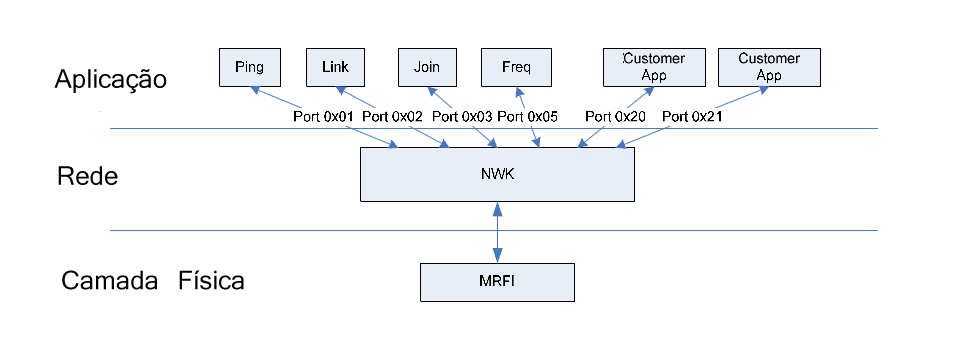 Aplicação
Ping
Link
Join
Freq
Customer
App
Customer
App
Port 0x01
Port 0x02
Port 0x03
Port 0x05
Port 0x20
Port 0x21
Rede
NWK
Camada Física
MRFI